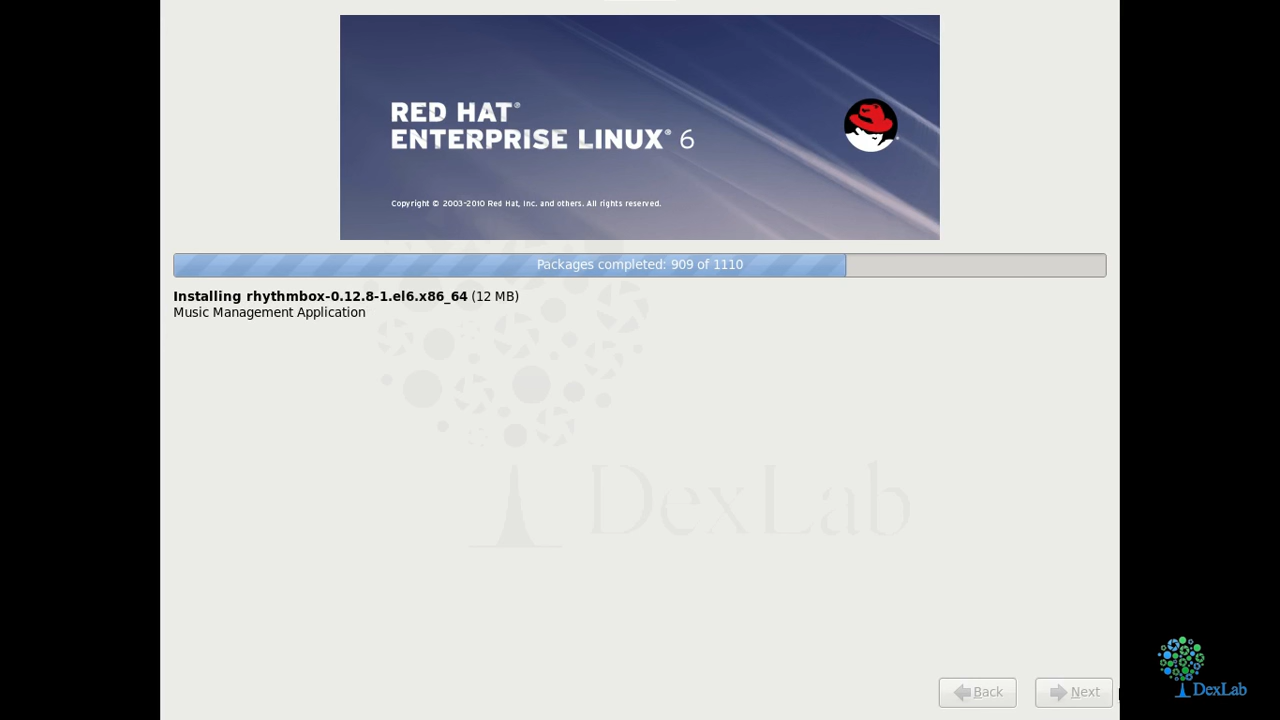 RED HAT®
ENTERPRISE LINUX® 6
Copyright © 2003-2010 Red Hat, Inc. and others. All rights reserved.
Packages completed: 909 of 1110
Installing rhythmbox-0.12.8-1.el6.x86_64 (12 MB)
Music Management Application
DexLab
Back
Next
DexLab